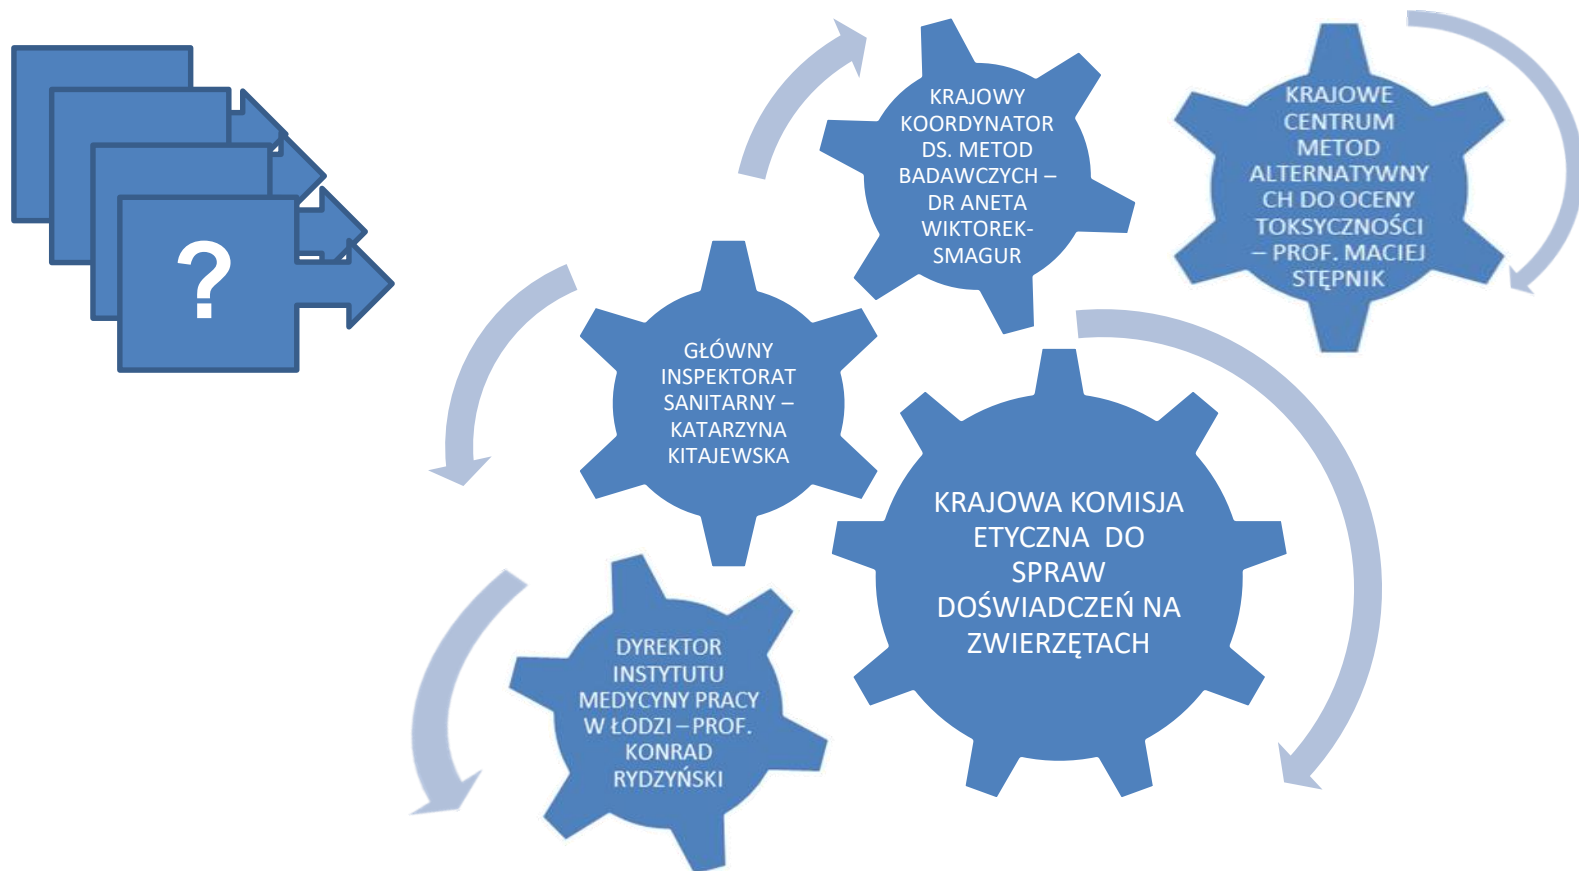 ?
KRAJOWY
KOORDYNATOR
DS. METOD
BADAWCZYCH –
DR ANETA
WIKTOREK-
SMAGUR
KRAJOWE
CENTRUM
METOD
ALTERNATYWNY
CH DO OCENY
TOKSYCZNOŚCI
– PROF. MACIEJ
STĘPNIK
GŁÓWNY
INSPEKTORAT
SANITARNY –
KATARZYNA
KITAJEWSKA
KRAJOWA KOMISJA
ETYCZNA DO
SPRAW
DOŚWIADCZEŃ NA
ZWIERZĘTACH
DYREKTOR
INSTYTUTU
MEDYCYNY PRACY
W ŁODZI – PROF.
KONRAD
RYDZYŃSKI